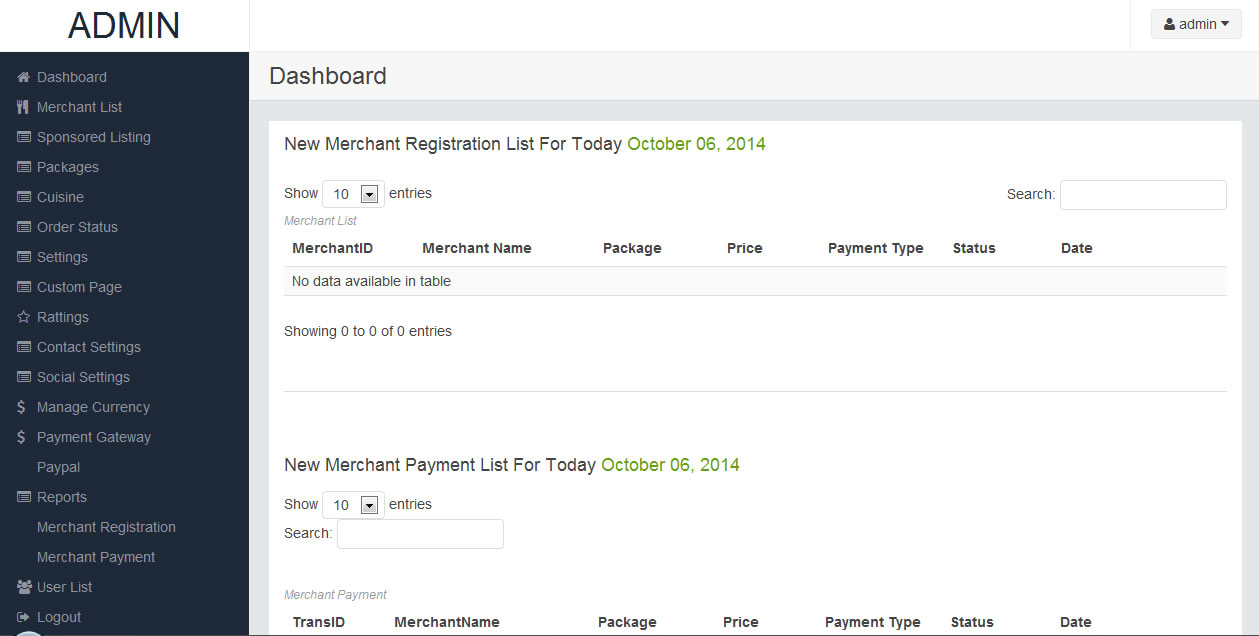 ADMIN
admin
Dashboard
Merchant List
Sponsored Listing
Packages
Cuisine
Order Status
Settings
Custom Page
Rattings
Contact Settings
Social Settings
$ Manage Currency
$ Payment Gateway
Paypal
Reports
Merchant Registration
Merchant Payment
User List
Logout
Dashboard
New Merchant Registration List For Today October 06, 2014
Show 10 entries Search:
Merchant List
MerchantID Merchant Name Package Price Payment Type Status Date
No data available in table
Showing 0 to 0 of 0 entries
New Merchant Payment List For Today October 06, 2014
Show 10 entries
Search:
Merchant Payment
TransID MerchantName Package Price Payment Type Status Date